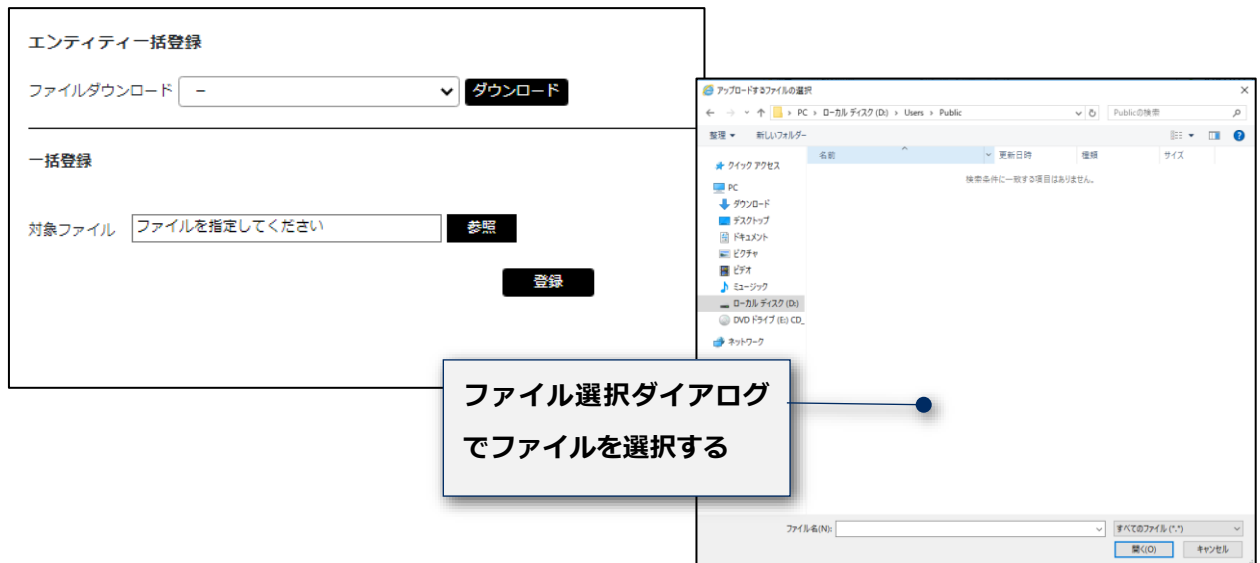 エンティティー括登録
ファイルダウンロード － ダウンロード
一括登録
対象ファイル ファイルを指定してください 参照
登録
アップロードするファイルの選択
PC › ローカル ディスク (D:) › Users › Public
Publicの検索
整理 新しいフォルダー
名前 更新日時 種類 サイズ
検索条件に一致する項目はありません。
クイック アクセス
PC
ダウンロード
デスクトップ
ドキュメント
ピクチャ
ビデオ
ミュージック
ローカル ディスク (D:)
DVD ドライブ (E:) CD_
ネットワーク
ファイル選択ダイアログ
でファイルを選択する
ファイル名(N):
すべてのファイル (*.*)
開く(O) キャンセル